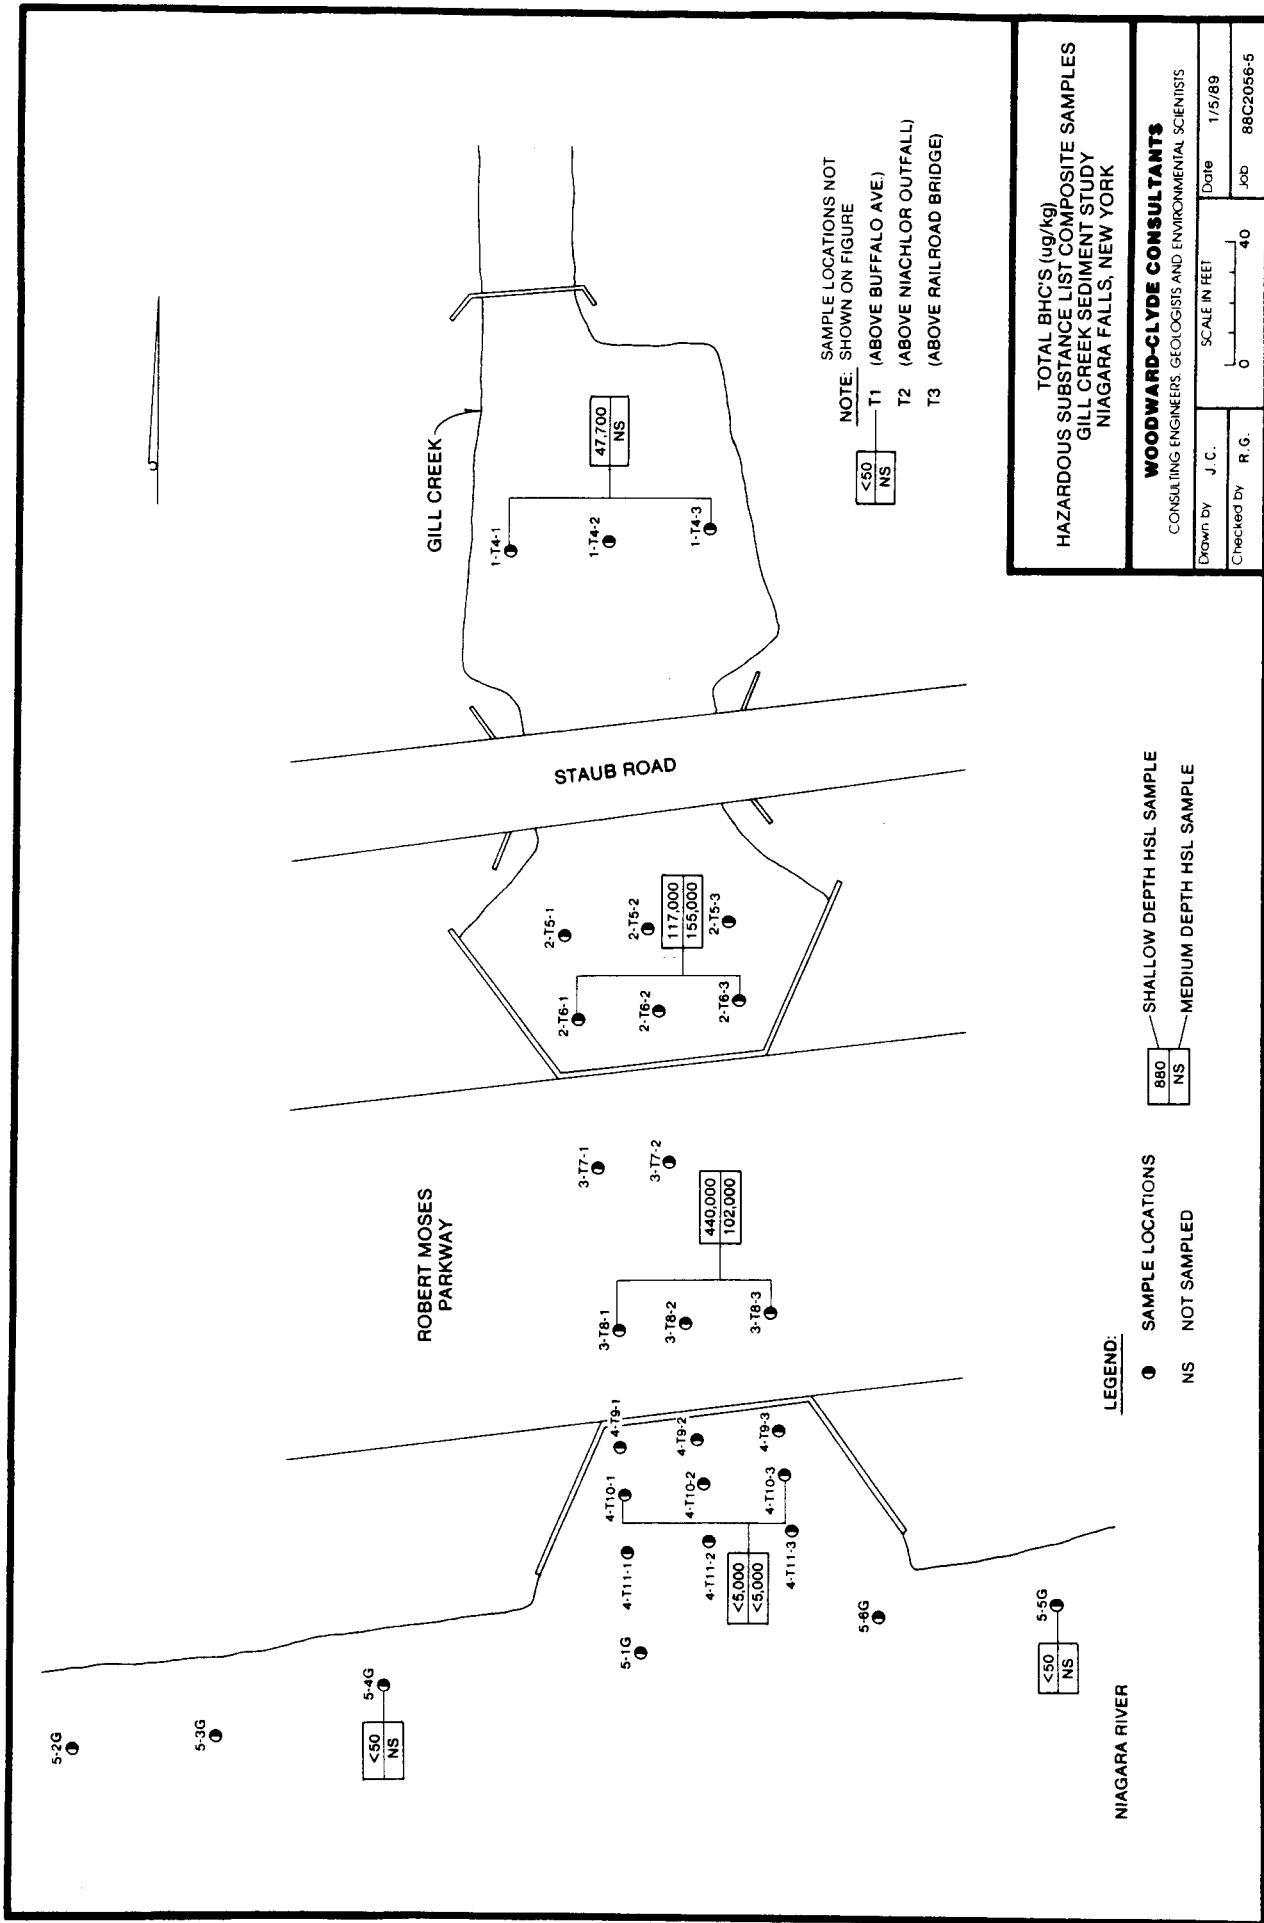 GILL CREEK
1-T4-1
1-T4-2
1-T4-3
47,700
NS
STAUB ROAD
2-T5-1
2-T5-2
2-T5-3
117,000
155,000
2-T6-1
2-T6-2
2-T6-3
ROBERT MOSES
PARKWAY
3-T7-1
3-T7-2
440,000
102,000
3-T8-1
3-T8-2
3-T8-3
4-T9-1
4-T9-2
4-T9-3
4-T10-1
4-T10-2
4-T10-3
4-T11-1
4-T11-2
4-T11-3
<5,000
<5,000
5-1G
5-2G
5-3G
5-4G
<50
NS
5-6G
5-5G
<50
NS
NIAGARA RIVER
SAMPLE LOCATIONS NOT
NOTE: SHOWN ON FIGURE
<50
NS
T1 (ABOVE BUFFALO AVE.)
T2 (ABOVE NIACHLOR OUTFALL)
T3 (ABOVE RAILROAD BRIDGE)
LEGEND:
SAMPLE LOCATIONS
NS NOT SAMPLED
880
NS
SHALLOW DEPTH HSL SAMPLE
MEDIUM DEPTH HSL SAMPLE
TOTAL BHC'S (ug/kg)
HAZARDOUS SUBSTANCE LIST COMPOSITE SAMPLES
GILL CREEK SEDIMENT STUDY
NIAGARA FALLS, NEW YORK
WOODWARD-CLYDE CONSULTANTS
CONSULTING ENGINEERS, GEOLOGISTS AND ENVIRONMENTAL SCIENTISTS
Drawn by J.C.
Checked by R.G.
SCALE IN FEET
0 40
Date 1/5/89
Job 88C2056-5